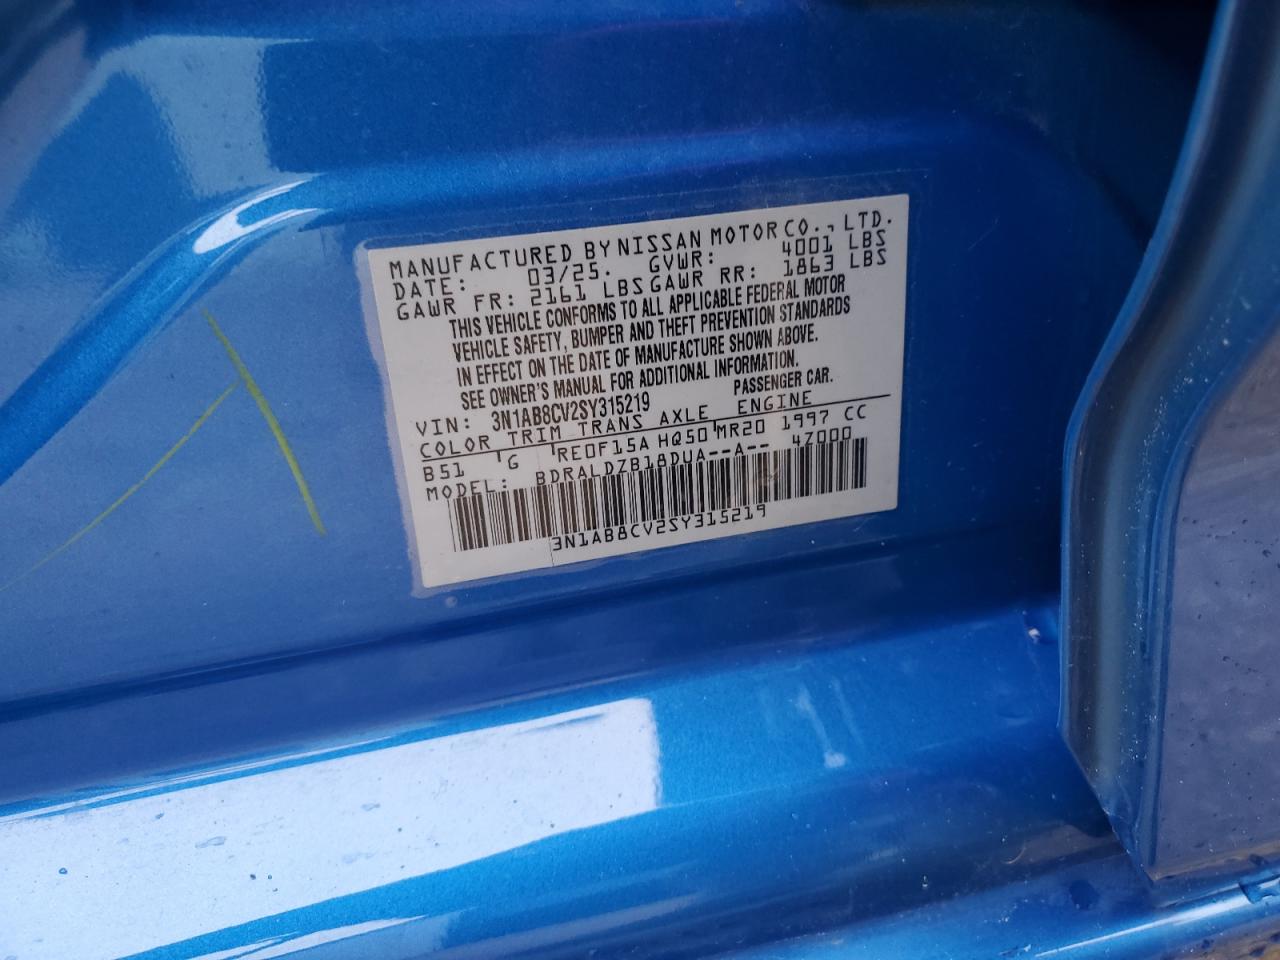 MANUFACTURED BY NISSAN MOTOR CO., LTD.
DATE: 03/25. GVWR: 4001 LBS
GAWR FR: 2161 LBS GAWR RR: 1863 LBS
THIS VEHICLE CONFORMS TO ALL APPLICABLE FEDERAL MOTOR
VEHICLE SAFETY, BUMPER AND THEFT PREVENTION STANDARDS
IN EFFECT ON THE DATE OF MANUFACTURE SHOWN ABOVE.
SEE OWNER'S MANUAL FOR ADDITIONAL INFORMATION.
VIN: 3N1AB8CV2SY315219 PASSENGER CAR.
COLOR TRIM TRANS AXLE ENGINE
B51 G RE0F15A HQ50 MR20 1997 CC
MODEL: BDRALDZB18DUA--A-- 4Z000
3N1AB8CV2SY315219